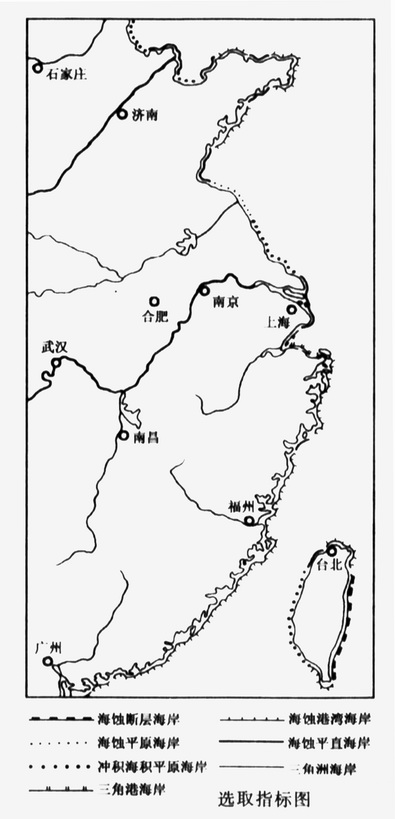 石家庄
济南
南京
合肥
上海
武汉
南昌
福州
台北
广州
海蚀断层海岸
海蚀港湾海岸
海蚀平原海岸
海蚀平直海岸
冲积海积平原海岸
三角洲海岸
三角港海岸
选取指标图